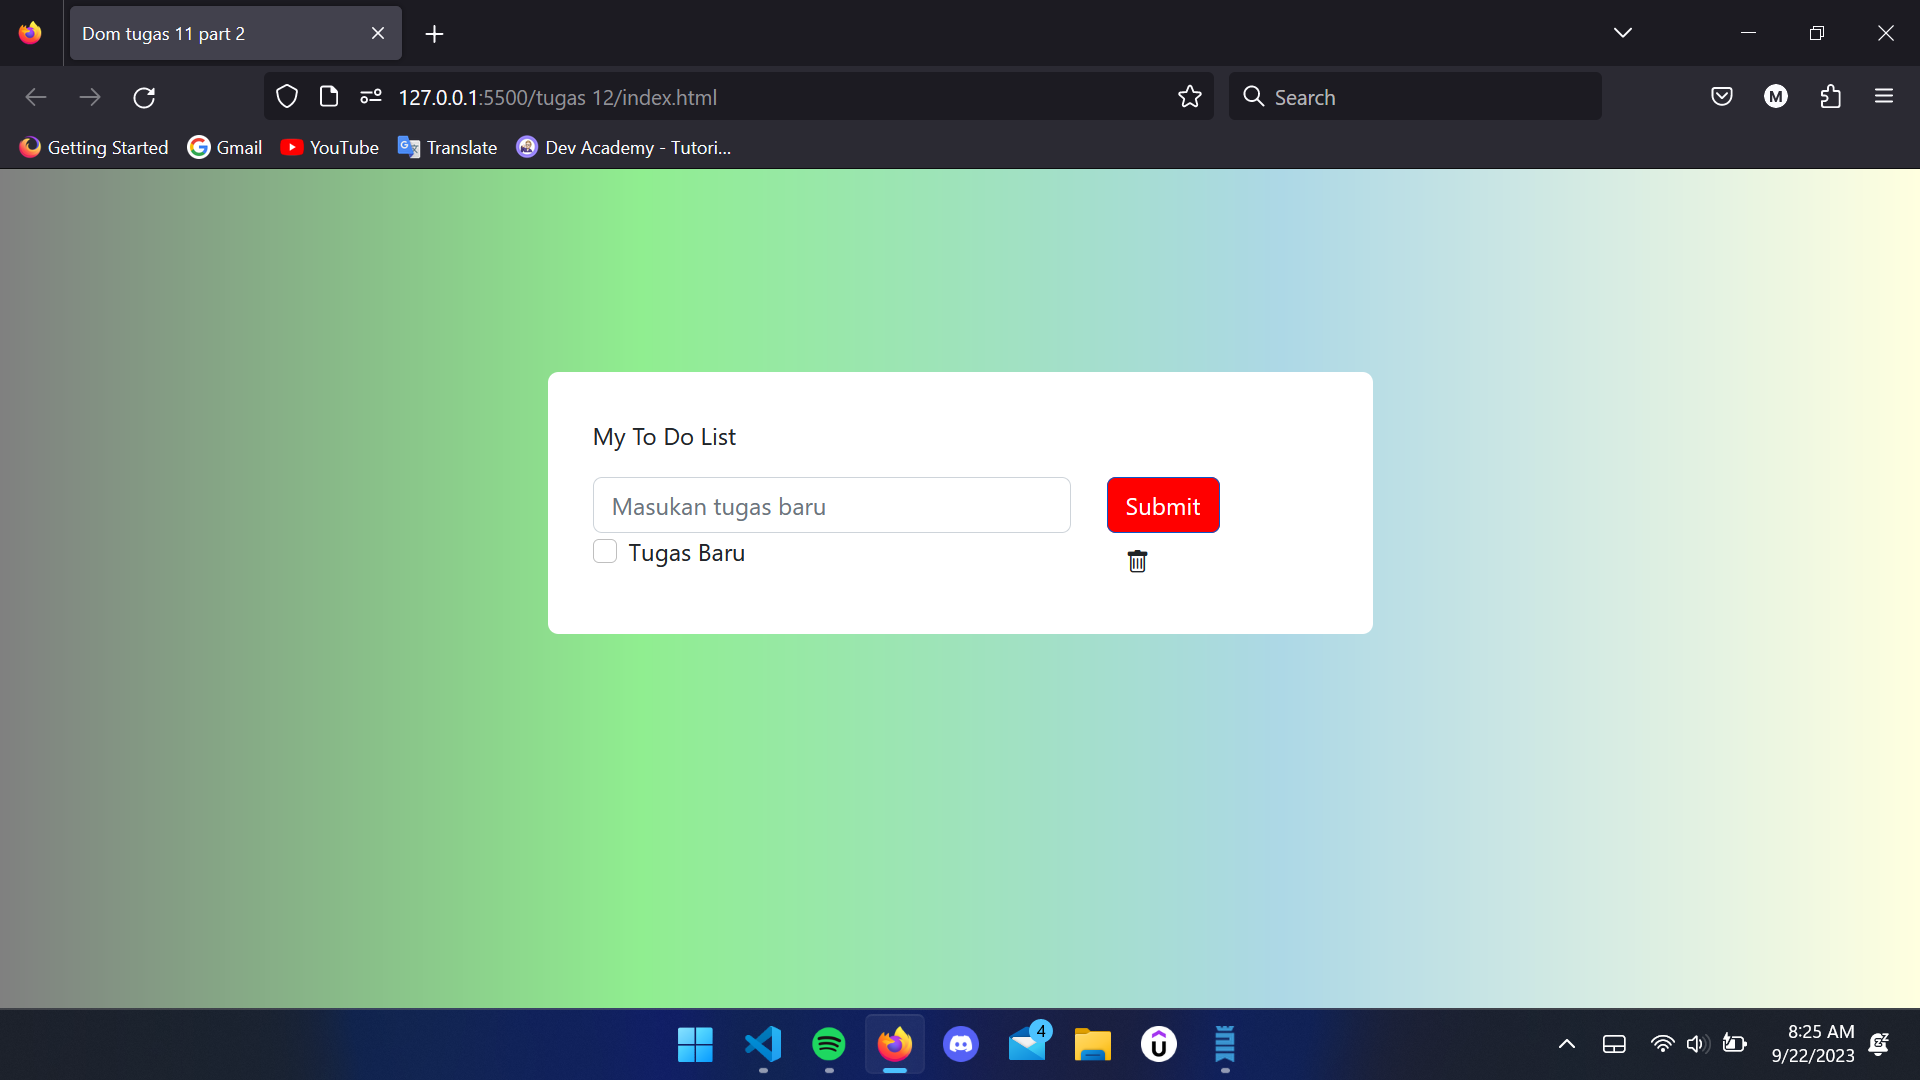 Dom tugas 11 part 2
127.0.0.1:5500/tugas 12/index.html
Search
M
Getting Started
Gmail
YouTube
Translate
Dev Academy - Tutori...
My To Do List
Masukan tugas baru
Submit
Tugas Baru
4
8:25 AM
9/22/2023